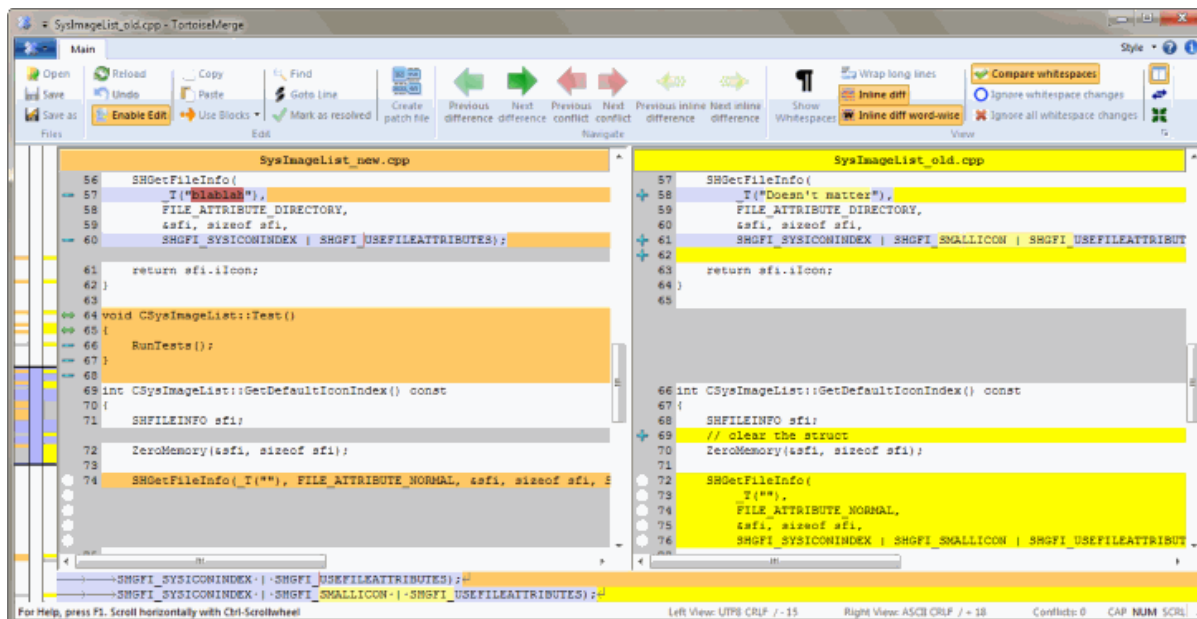 SysImageList_old.cpp - TortoiseMerge
Main
Style
Open
Save
Save as
Files
Reload
Undo
Enable Edit
Copy
Paste
Use Blocks
Find
Goto Line
Mark as resolved
Edit
Create patch file
Previous difference
Next difference
Previous conflict
Next conflict
Previous inline difference
Next inline difference
Navigate
Show Whitespaces
Wrap long lines
Inline diff
Inline diff word-wise
Compare whitespaces
Ignore whitespace changes
Ignore all whitespace changes
View
SysImageList_new.cpp
56 SHGetFileInfo(
57 _T("blablah"),
58 FILE_ATTRIBUTE_DIRECTORY,
59 &sfi, sizeof sfi,
60 SHGFI_SYSICONINDEX | SHGFI_USEFILEATTRIBUTES);
61 return sfi.iIcon;
62 }
63
64 void CSysImageList::Test()
65 {
66 RunTests();
67 }
68
69 int CSysImageList::GetDefaultIconIndex() const
70 {
71 SHFILEINFO sfi;
72 ZeroMemory(&sfi, sizeof sfi);
73
74 SHGetFileInfo(_T(""), FILE_ATTRIBUTE_NORMAL, &sfi, sizeof sfi, S
SysImageList_old.cpp
57 SHGetFileInfo(
58 _T("Doesn't matter"),
59 FILE_ATTRIBUTE_DIRECTORY,
60 &sfi, sizeof sfi,
61 SHGFI_SYSICONINDEX | SHGFI_SMALLICON | SHGFI_USEFILEATTRIBUT
62
63 return sfi.iIcon;
64 }
65
66 int CSysImageList::GetDefaultIconIndex() const
67 {
68 SHFILEINFO sfi;
69 // clear the struct
70 ZeroMemory(&sfi, sizeof sfi);
71
72 SHGetFileInfo(
73 _T(""),
74 FILE_ATTRIBUTE_NORMAL,
75 &sfi, sizeof sfi,
76 SHGFI_SYSICONINDEX | SHGFI_SMALLICON | SHGFI_USEFILEATTRIBUT
SHGFI_SYSICONINDEX·|·SHGFI_USEFILEATTRIBUTES);
SHGFI_SYSICONINDEX·|·SHGFI_SMALLICON·|·SHGFI_USEFILEATTRIBUTES);
For Help, press F1. Scroll horizontally with Ctrl-Scrollwheel
Left View: UTF8 CRLF / - 15
Right View: ASCII CRLF / + 18
Conflicts: 0
CAP NUM SCRL